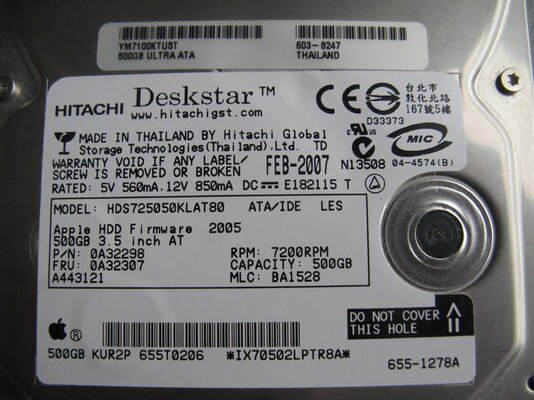 YM7100KTU5T
500GB ULTRA ATA
603-8247
THAILAND
HITACHI Deskstar™
www.hitachigst.com
CE
台北市
敦化北路
167號5樓
D33373
MADE IN THAILAND BY Hitachi Global
Storage Technologies(Thailand).Ltd. TD
WARRANTY VOID IF ANY LABEL/
SCREW IS REMOVED OR BROKEN
FEB-2007
N13508
MIC
04-4574(B)
RATED: 5V 560mA.12V 850mA DC E182115 T
MODEL: HDS725050KLAT80 ATA/IDE LES
Apple HDD Firmware 2005
500GB 3.5 inch AT
P/N: 0A32298 RPM: 7200RPM
FRU: 0A32307 CAPACITY: 500GB
A443121 MLC: BA1528
DO NOT COVER
THIS HOLE
®
500GB KUR2P 655T0206 *IX70502LPTR8A*
655-1278A